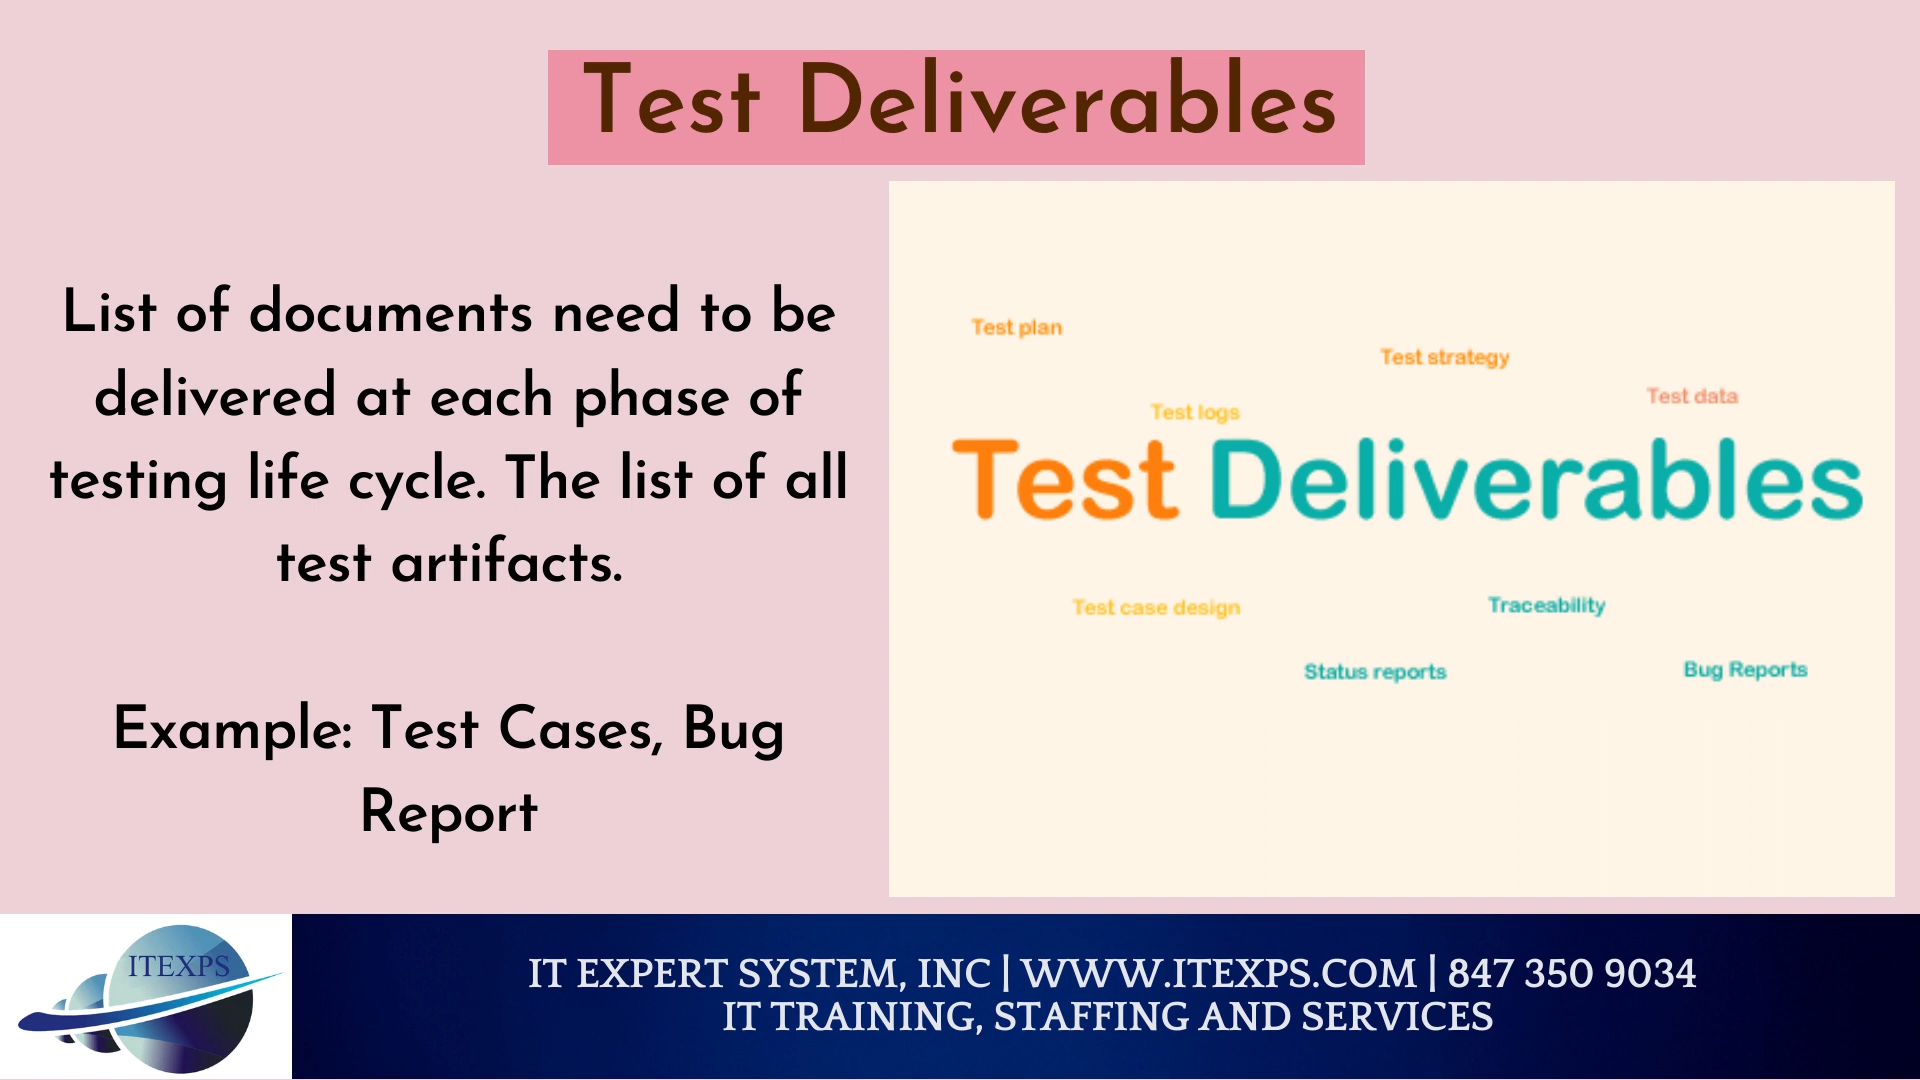 Test Deliverables
List of documents need to be
delivered at each phase of
testing life cycle. The list of all
test artifacts.
Example: Test Cases, Bug
Report
Test plan
Test strategy
Test data
Test logs
Test Deliverables
Test case design
Traceability
Status reports
Bug Reports
ITEXPS
IT EXPERT SYSTEM, INC | WWW.ITEXPS.COM | 847 350 9034
IT TRAINING, STAFFING AND SERVICES